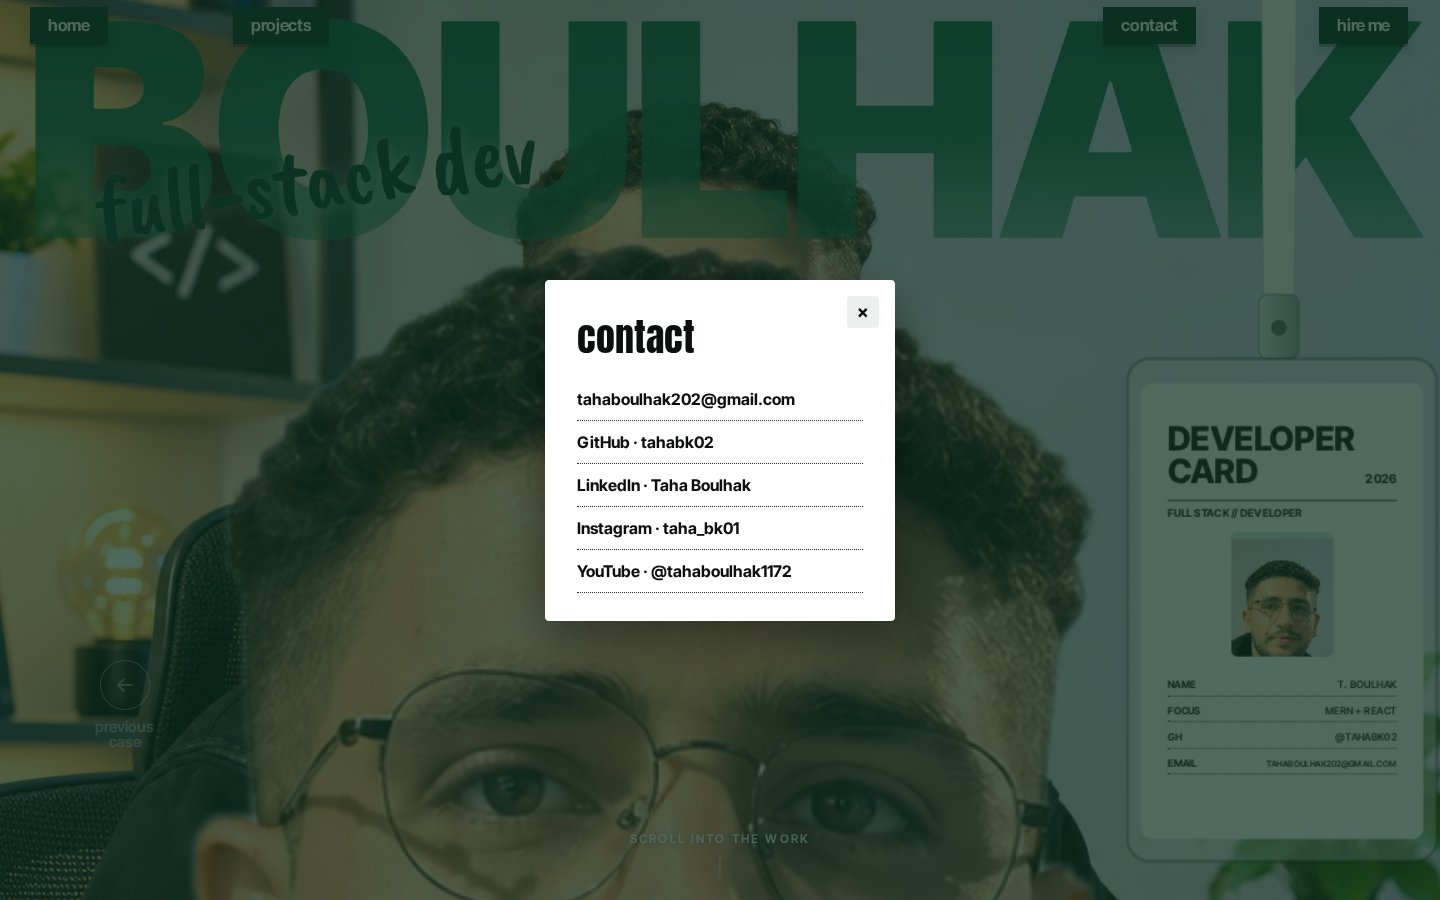 home
projects
contact
hire me
BOULHAK
full-stack dev
</>
contact
×
tahaboulhak202@gmail.com
GitHub · tahabk02
LinkedIn · Taha Boulhak
Instagram · taha_bk01
YouTube · @tahaboulhak1172
DEVELOPER
CARD
2026
FULL STACK // DEVELOPER
NAME T. BOULHAK
FOCUS MERN + REACT
GH @TAHABK02
EMAIL TAHABOULHAK202@GMAIL.COM
previous
case
SCROLL INTO THE WORK